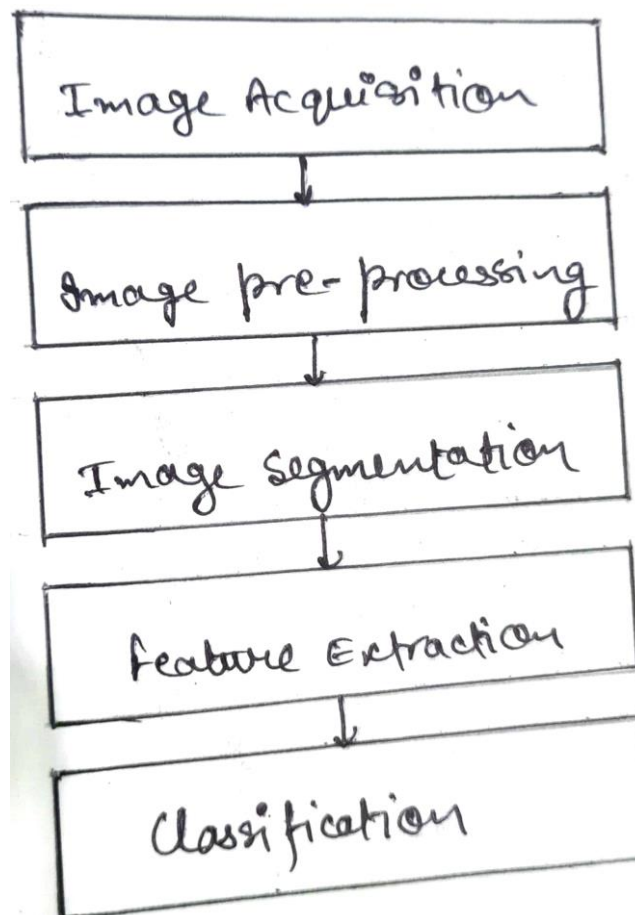 Image Acquisition
Image pre-processing
Image Segmentation
Feature Extraction
Classification